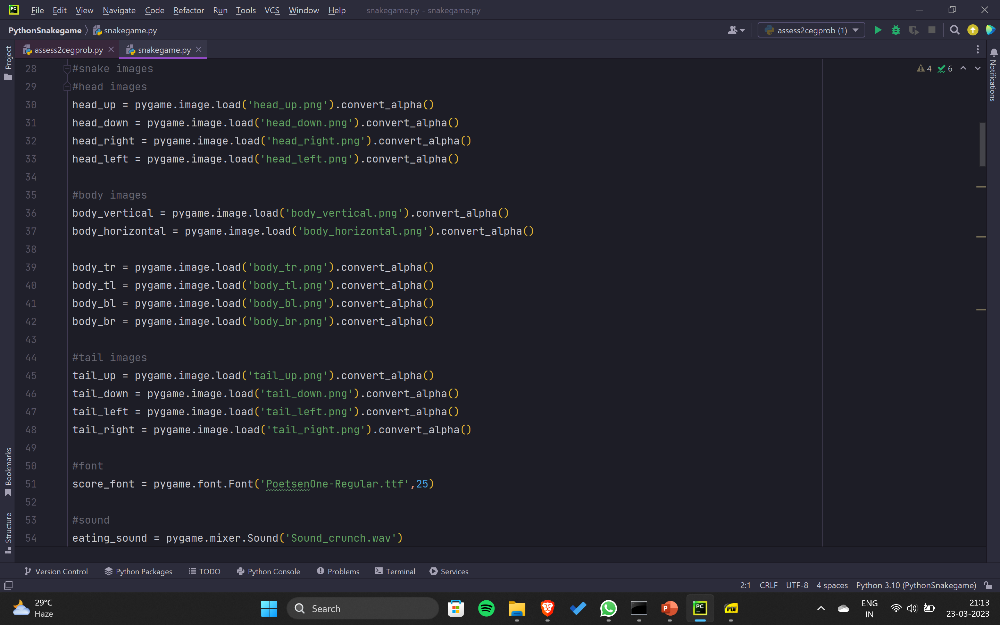 PC File Edit View Navigate Code Refactor Run Tools VCS Window Help snakegame.py - snakegame.py
PythonSnakegame snakegame.py assess2cegprob (1)
Project
assess2cegprob.py snakegame.py
Notifications
4 6
28 #snake images
29 #head images
30 head_up = pygame.image.load('head_up.png').convert_alpha()
31 head_down = pygame.image.load('head_down.png').convert_alpha()
32 head_right = pygame.image.load('head_right.png').convert_alpha()
33 head_left = pygame.image.load('head_left.png').convert_alpha()
34
35 #body images
36 body_vertical = pygame.image.load('body_vertical.png').convert_alpha()
37 body_horizontal = pygame.image.load('body_horizontal.png').convert_alpha()
38
39 body_tr = pygame.image.load('body_tr.png').convert_alpha()
40 body_tl = pygame.image.load('body_tl.png').convert_alpha()
41 body_bl = pygame.image.load('body_bl.png').convert_alpha()
42 body_br = pygame.image.load('body_br.png').convert_alpha()
43
44 #tail images
45 tail_up = pygame.image.load('tail_up.png').convert_alpha()
46 tail_down = pygame.image.load('tail_down.png').convert_alpha()
47 tail_left = pygame.image.load('tail_left.png').convert_alpha()
48 tail_right = pygame.image.load('tail_right.png').convert_alpha()
49
50 #font
51 score_font = pygame.font.Font('PoetsenOne-Regular.ttf',25)
52
53 #sound
54 eating_sound = pygame.mixer.Sound('Sound_crunch.wav')
Bookmarks
Structure
Version Control Python Packages TODO Python Console Problems Terminal Services
2:1 CRLF UTF-8 4 spaces Python 3.10 (PythonSnakegame)
29°C
Haze
Search
P
PC
PDF
ENG
IN
21:13
23-03-2023